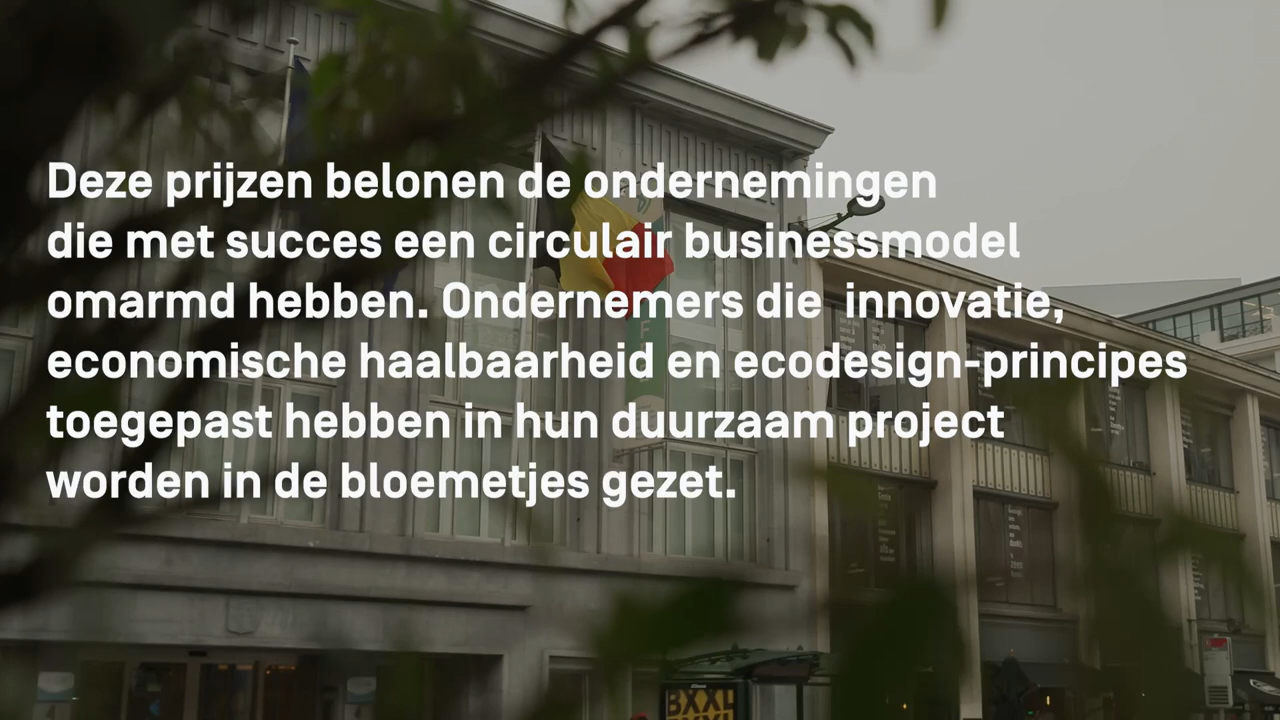 Deze prijzen belonen de ondernemingen
die met succes een circulair businessmodel
omarmd hebben. Ondernemers die  innovatie,
economische haalbaarheid en ecodesign-principes
toegepast hebben in hun duurzaam project
worden in de bloemetjes gezet.
BXXL